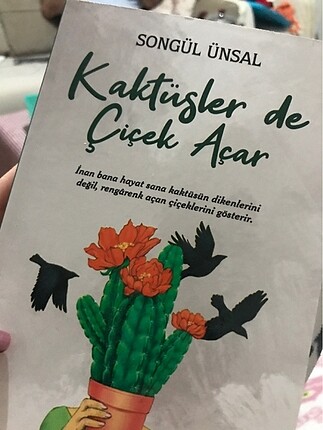 SONGÜL ÜNSAL
Kaktüsler de
Çiçek Açar
İnan bana hayat sana kaktüsün dikenlerini
değil, rengârenk açan çiçeklerini gösterir.